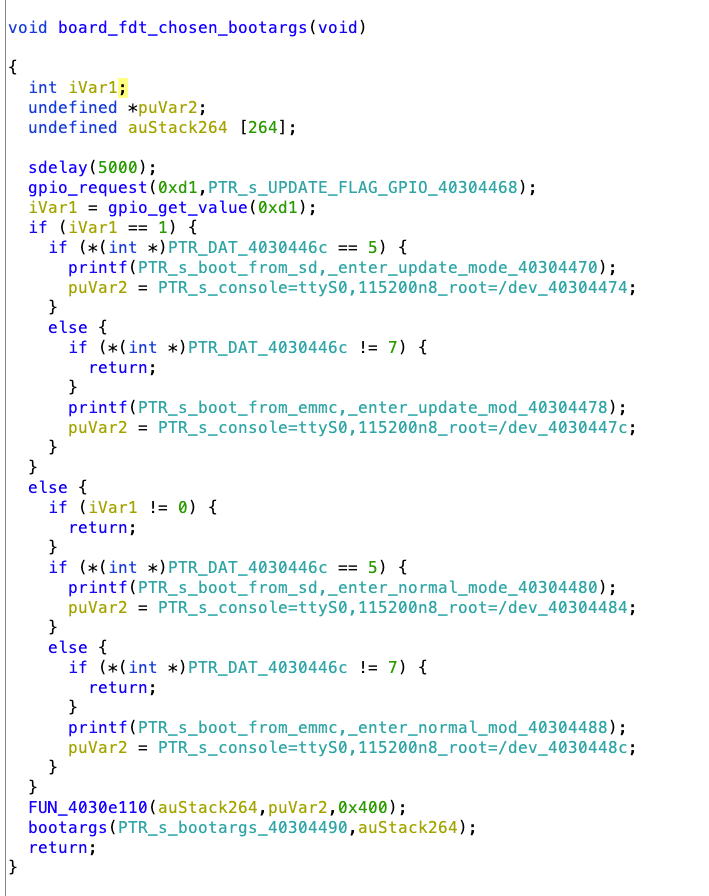 void board_fdt_chosen_bootargs(void)
{
int iVar1;
undefined *puVar2;
undefined auStack264 [264];
sdelay(5000);
gpio_request(0xd1,PTR_s_UPDATE_FLAG_GPIO_40304468);
iVar1 = gpio_get_value(0xd1);
if (iVar1 == 1) {
if (*(int *)PTR_DAT_4030446c == 5) {
printf(PTR_s_boot_from_sd,_enter_update_mode_40304470);
puVar2 = PTR_s_console=ttyS0,115200n8_root=/dev_40304474;
}
else {
if (*(int *)PTR_DAT_4030446c != 7) {
return;
}
printf(PTR_s_boot_from_emmc,_enter_update_mod_40304478);
puVar2 = PTR_s_console=ttyS0,115200n8_root=/dev_4030447c;
}
}
else {
if (iVar1 != 0) {
return;
}
if (*(int *)PTR_DAT_4030446c == 5) {
printf(PTR_s_boot_from_sd,_enter_normal_mode_40304480);
puVar2 = PTR_s_console=ttyS0,115200n8_root=/dev_40304484;
}
else {
if (*(int *)PTR_DAT_4030446c != 7) {
return;
}
printf(PTR_s_boot_from_emmc,_enter_normal_mod_40304488);
puVar2 = PTR_s_console=ttyS0,115200n8_root=/dev_4030448c;
}
}
FUN_4030e110(auStack264,puVar2,0x400);
bootargs(PTR_s_bootargs_40304490,auStack264);
return;
}